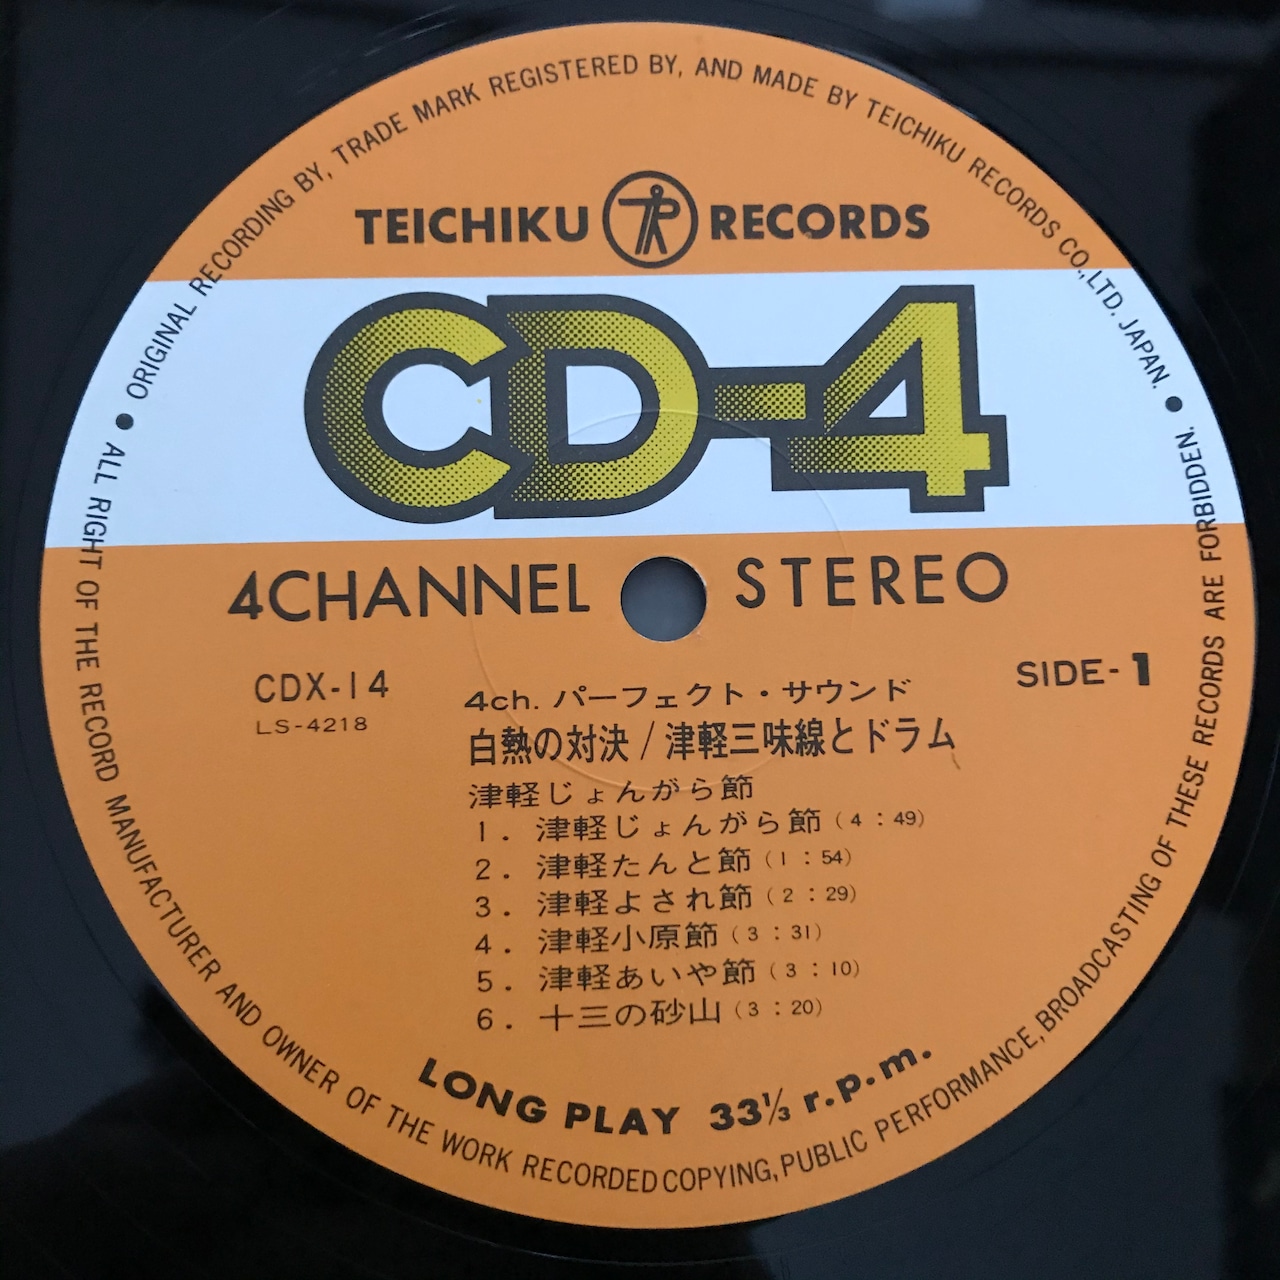 ORIGINAL RECORDING BY, TRADE MARK REGISTERED BY, AND MADE BY TEICHIKU RECORDS CO.,LTD. JAPAN.
TEICHIKU RECORDS
CD-4
4CHANNEL STEREO
CDX-14
LS-4218
SIDE-1
4ch. パーフェクト・サウンド
白熱の対決/津軽三味線とドラム
津軽じょんがら節
1. 津軽じょんがら節(4:49)
2. 津軽たんと節(1:54)
3. 津軽よされ節(2:29)
4. 津軽小原節(3:31)
5. 津軽あいや節(3:10)
6. 十三の砂山(3:20)
LONG PLAY 33⅓ r.p.m.
ALL RIGHT OF THE RECORD MANUFACTURER AND OWNER OF THE WORK RECORDED COPYING, PUBLIC PERFORMANCE, BROADCASTING OF THESE RECORDS ARE FORBIDDEN.